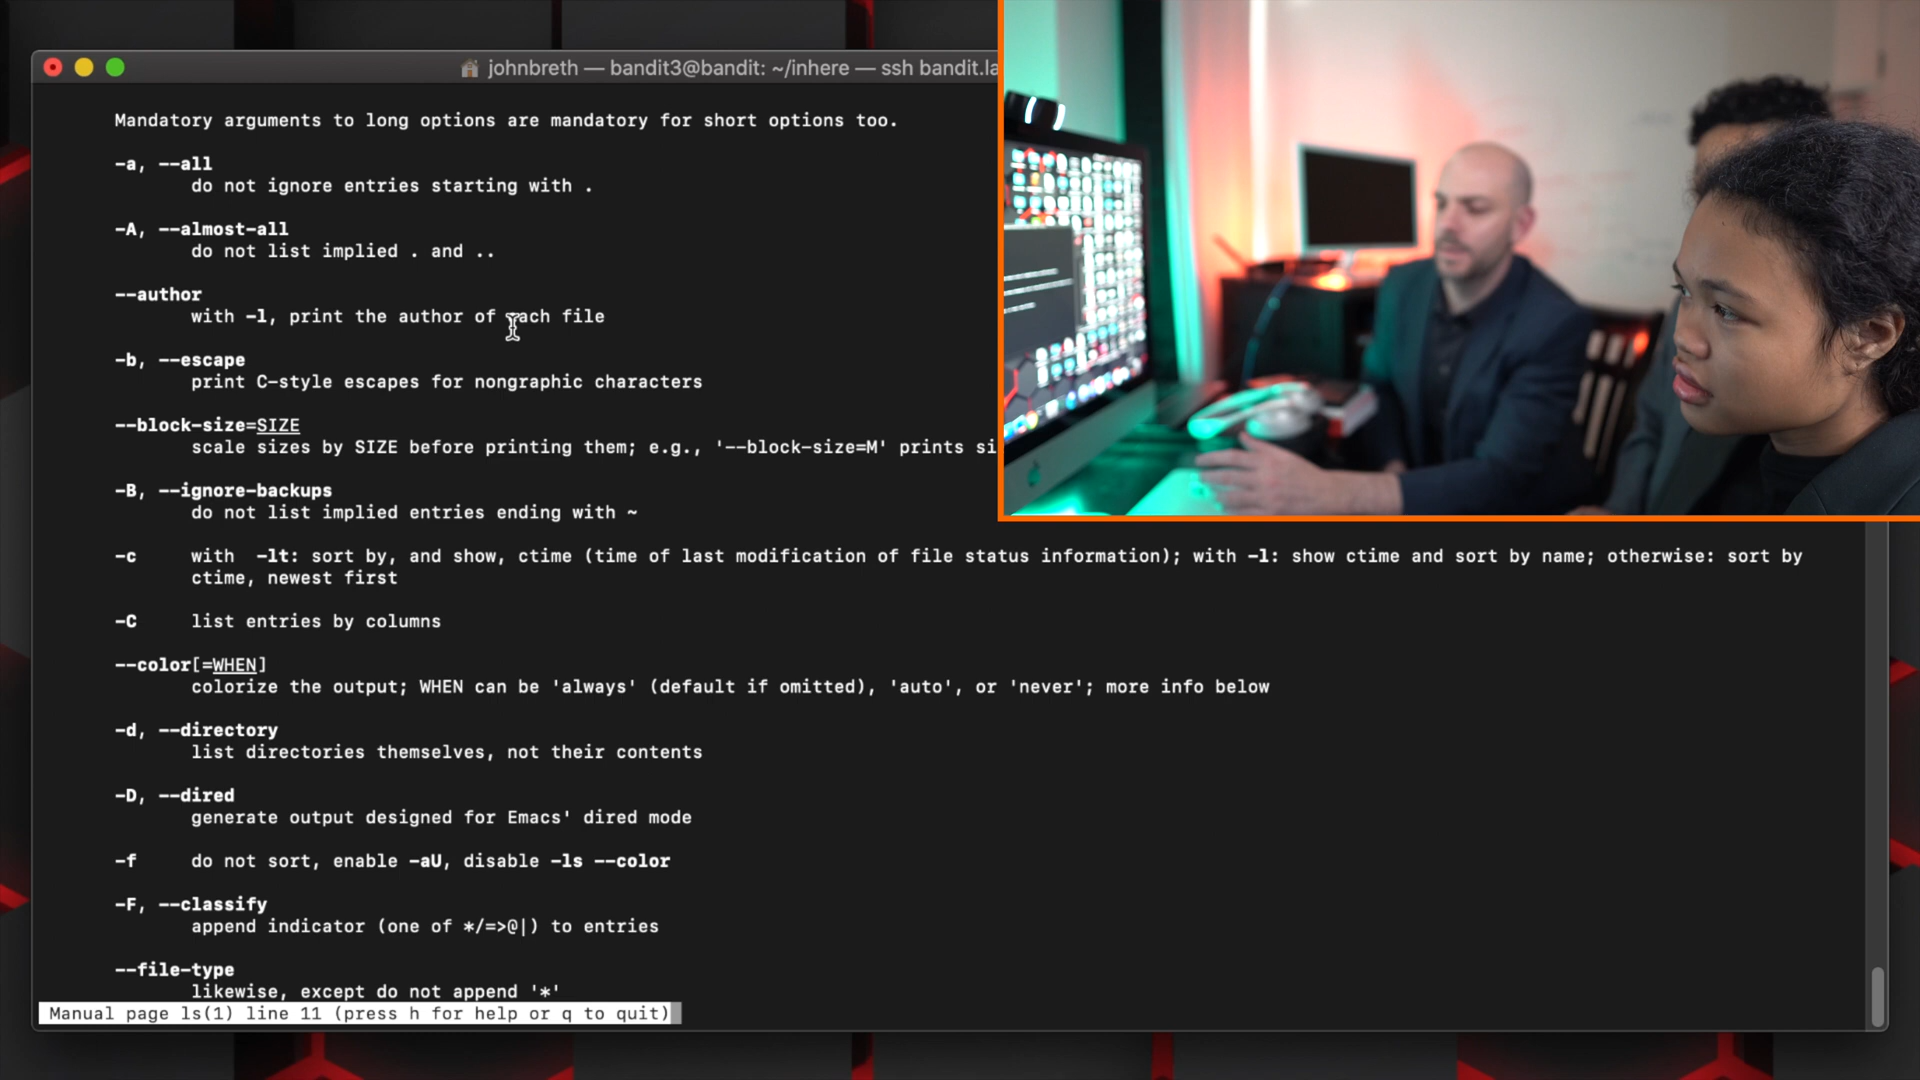 johnbreth — bandit3@bandit: ~/inhere — ssh bandit.la
Mandatory arguments to long options are mandatory for short options too.
-a, --all
do not ignore entries starting with .
-A, --almost-all
do not list implied . and ..
--author
with -l, print the author of each file
-b, --escape
print C-style escapes for nongraphic characters
--block-size=SIZE
scale sizes by SIZE before printing them; e.g., '--block-size=M' prints si
-B, --ignore-backups
do not list implied entries ending with ~
-c with -lt: sort by, and show, ctime (time of last modification of file status information); with -l: show ctime and sort by name; otherwise: sort by
ctime, newest first
-C list entries by columns
--color[=WHEN]
colorize the output; WHEN can be 'always' (default if omitted), 'auto', or 'never'; more info below
-d, --directory
list directories themselves, not their contents
-D, --dired
generate output designed for Emacs' dired mode
-f do not sort, enable -aU, disable -ls --color
-F, --classify
append indicator (one of */=>@|) to entries
--file-type
likewise, except do not append '*'
Manual page ls(1) line 11 (press h for help or q to quit)